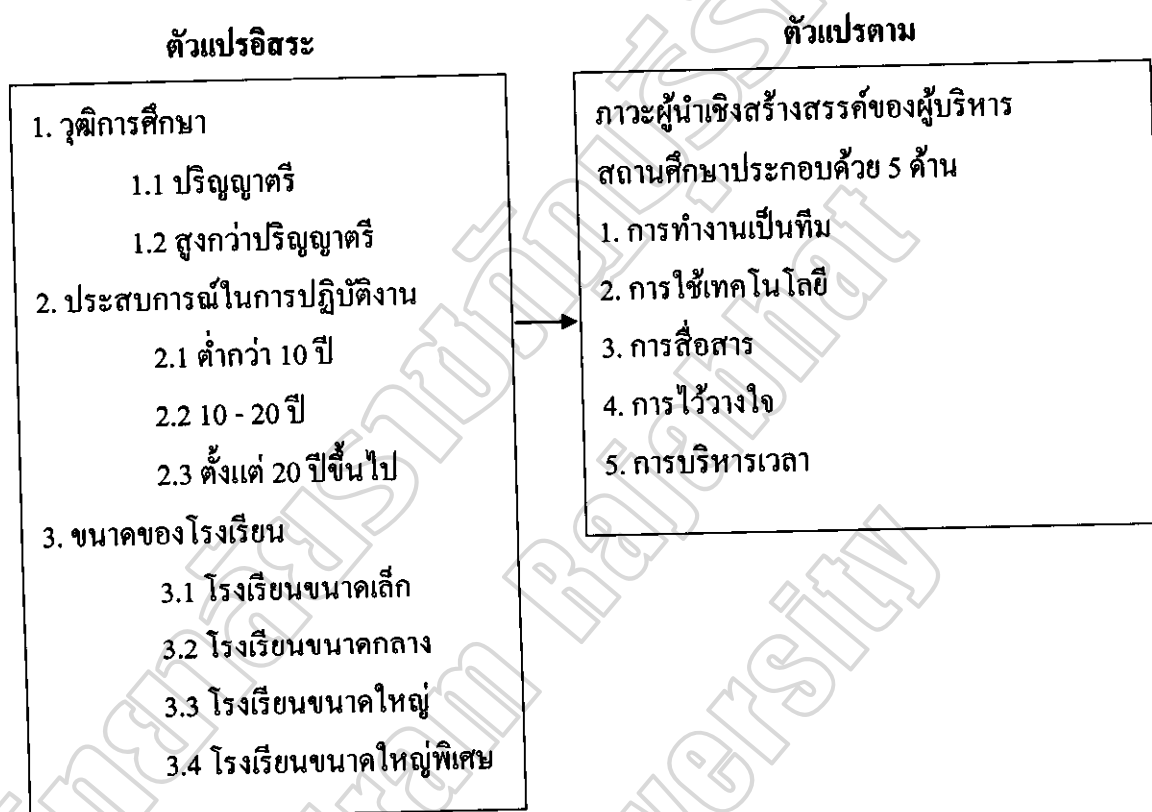 ตัวแปรอิสระ
1. วุฒิการศึกษา
1.1 ปริญญาตรี
1.2 สูงกว่าปริญญาตรี
2. ประสบการณ์ในการปฏิบัติงาน
2.1 ต่ำกว่า 10 ปี
2.2 10 - 20 ปี
2.3 ตั้งแต่ 20 ปีขึ้นไป
3. ขนาดของโรงเรียน
3.1 โรงเรียนขนาดเล็ก
3.2 โรงเรียนขนาดกลาง
3.3 โรงเรียนขนาดใหญ่
3.4 โรงเรียนขนาดใหญ่พิเศษ
ตัวแปรตาม
ภาวะผู้นำเชิงสร้างสรรค์ของผู้บริหาร
สถานศึกษาประกอบด้วย 5 ด้าน
1. การทำงานเป็นทีม
2. การใช้เทคโนโลยี
3. การสื่อสาร
4. การไว้วางใจ
5. การบริหารเวลา
Rajabhat